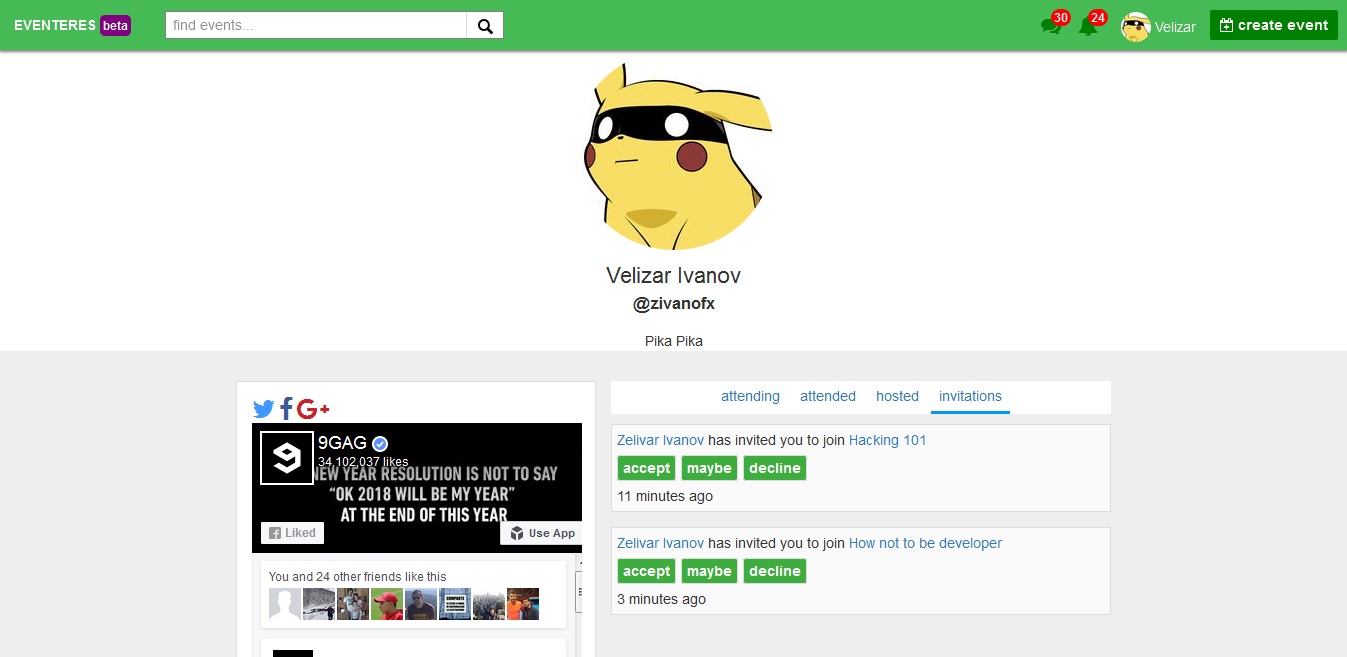 EVENTERES beta
find events...
30
24
Velizar
create event
Velizar Ivanov
@zivanofx
Pika Pika
9GAG
34,102,037 likes
NEW YEAR RESOLUTION IS NOT TO SAY
“OK 2018 WILL BE MY YEAR”
AT THE END OF THIS YEAR
Liked
Use App
You and 24 other friends like this
attending attended hosted invitations
Zelivar Ivanov has invited you to join Hacking 101
accept maybe decline
11 minutes ago
Zelivar Ivanov has invited you to join How not to be developer
accept maybe decline
3 minutes ago